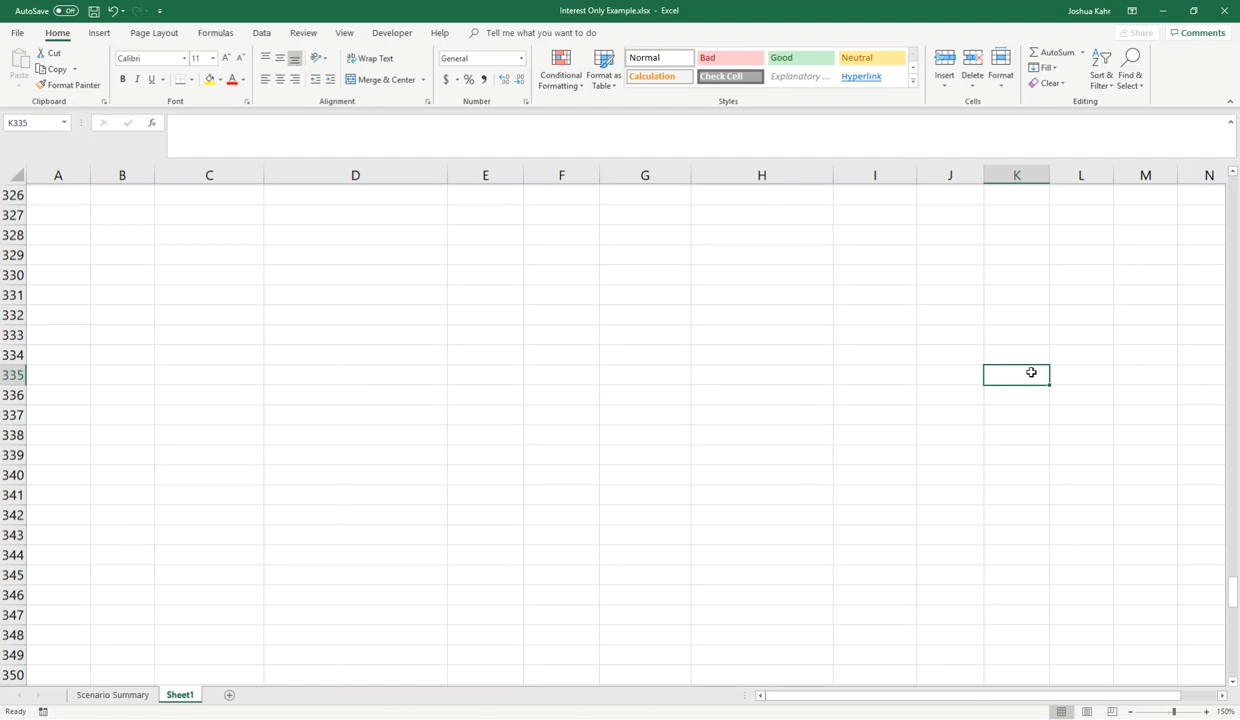 AutoSave Off Interest Only Example.xlsx - Excel Joshua Kahr
File Home Insert Page Layout Formulas Data Review View Developer Help Tell me what you want to do Share Comments
Paste Cut Copy Format Painter Clipboard
Calibri 11 B I U A Font
Wrap Text Merge & Center Alignment
General $ % , Number
Conditional Formatting Format as Table
Normal Bad Good Neutral
Calculation Check Cell Explanatory ... Hyperlink
Styles
Insert Delete Format Cells
AutoSum Fill Clear Sort & Filter Find & Select Editing
K335 fx
A B C D E F G H I J K L M N
326
327
328
329
330
331
332
333
334
335
336
337
338
339
340
341
342
343
344
345
346
347
348
349
350
Scenario Summary Sheet1
Ready 150%